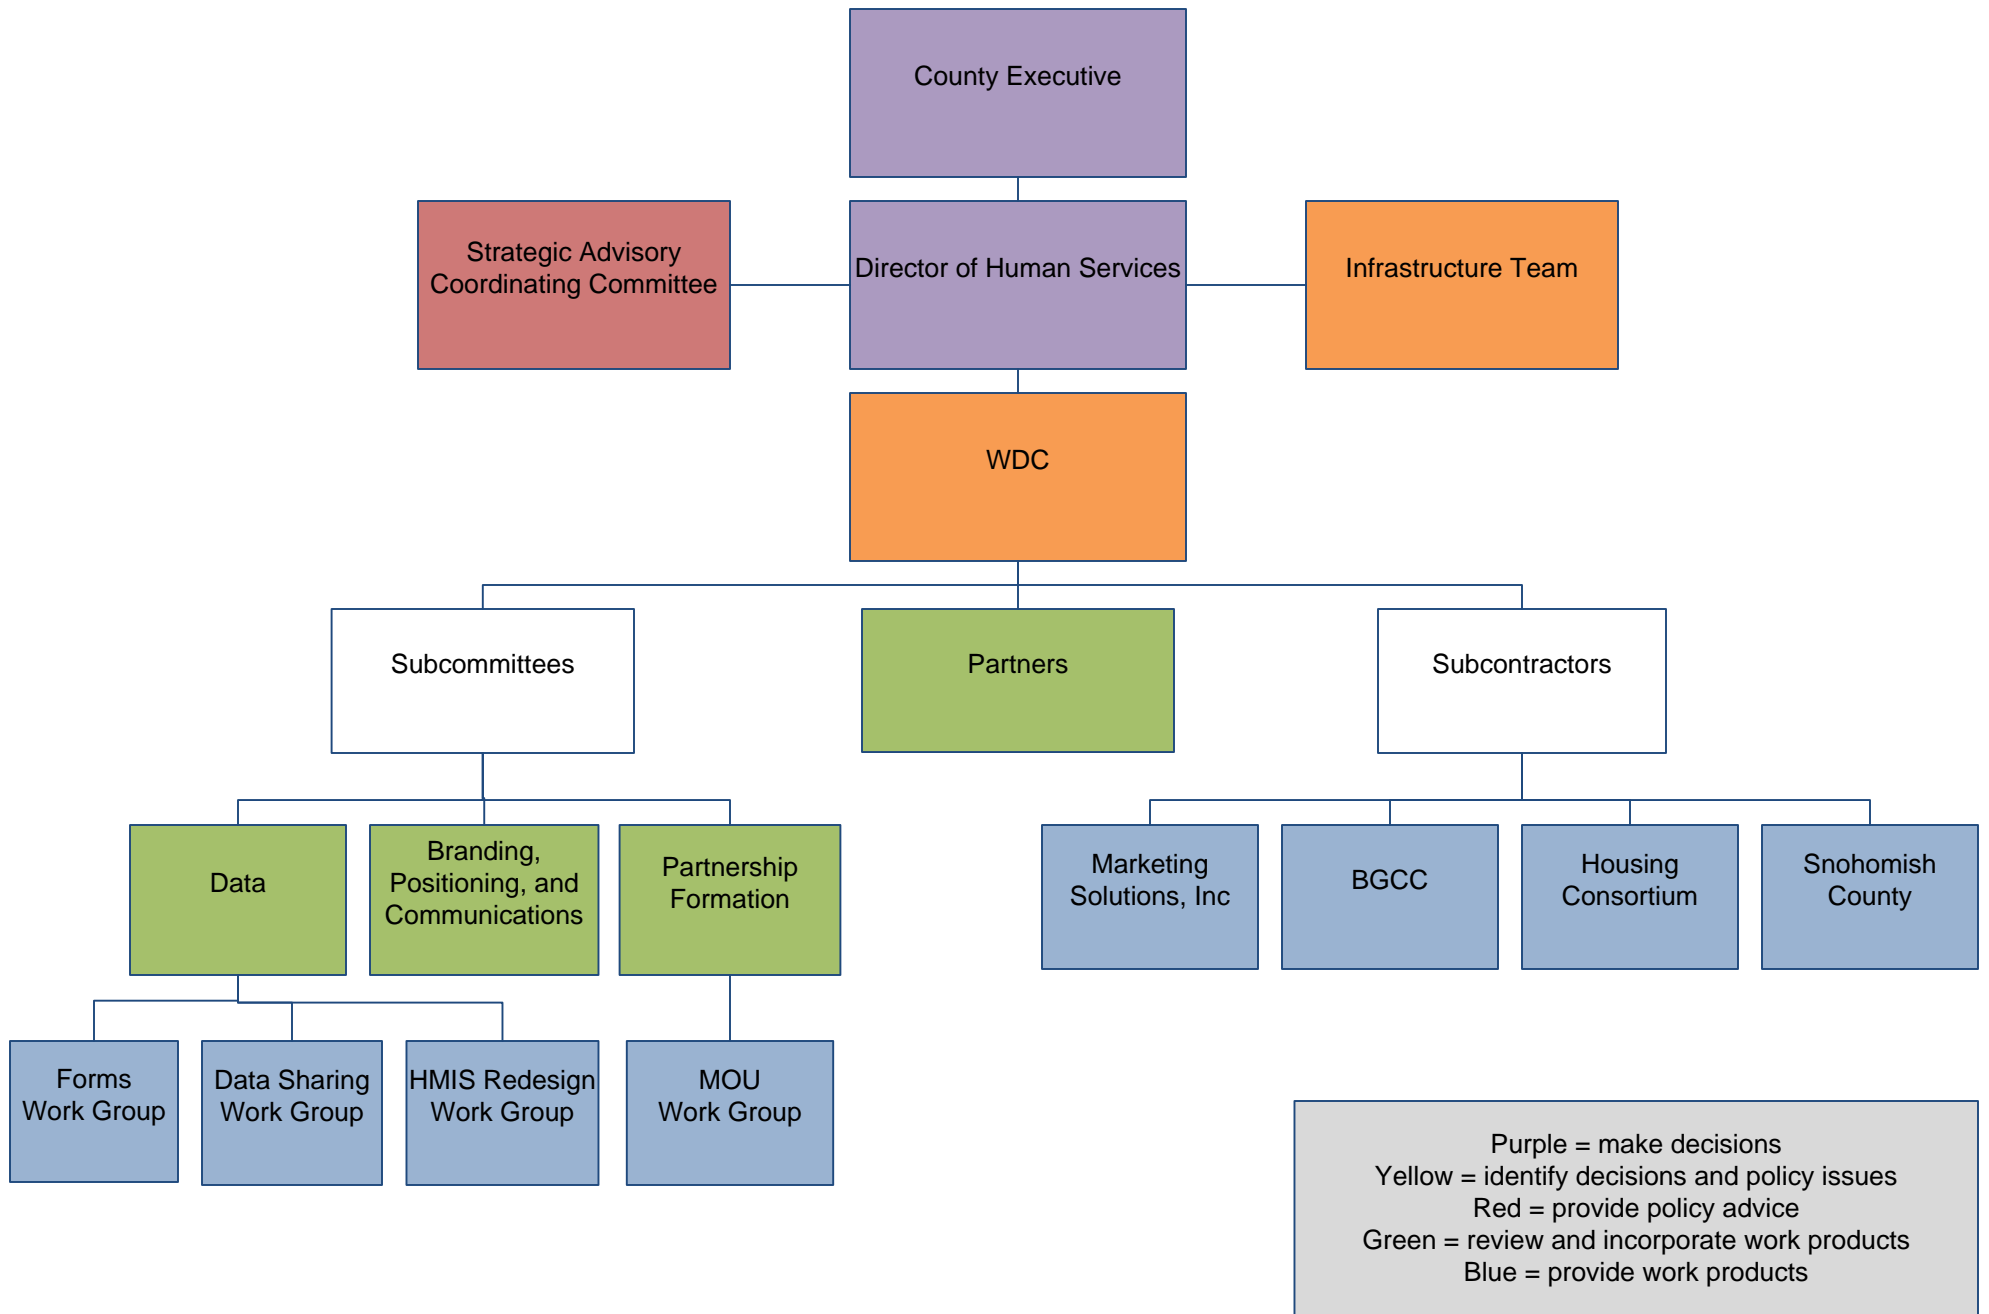 County Executive
Strategic Advisory
Coordinating Committee
Director of Human Services
Infrastructure Team
WDC
Subcommittees
Partners
Subcontractors
Data
Branding,
Positioning, and
Communications
Partnership
Formation
Marketing
Solutions, Inc
BGCC
Housing
Consortium
Snohomish
County
Forms
Work Group
Data Sharing
Work Group
HMIS Redesign
Work Group
MOU
Work Group
Purple = make decisions
Yellow = identify decisions and policy issues
Red = provide policy advice
Green = review and incorporate work products
Blue = provide work products